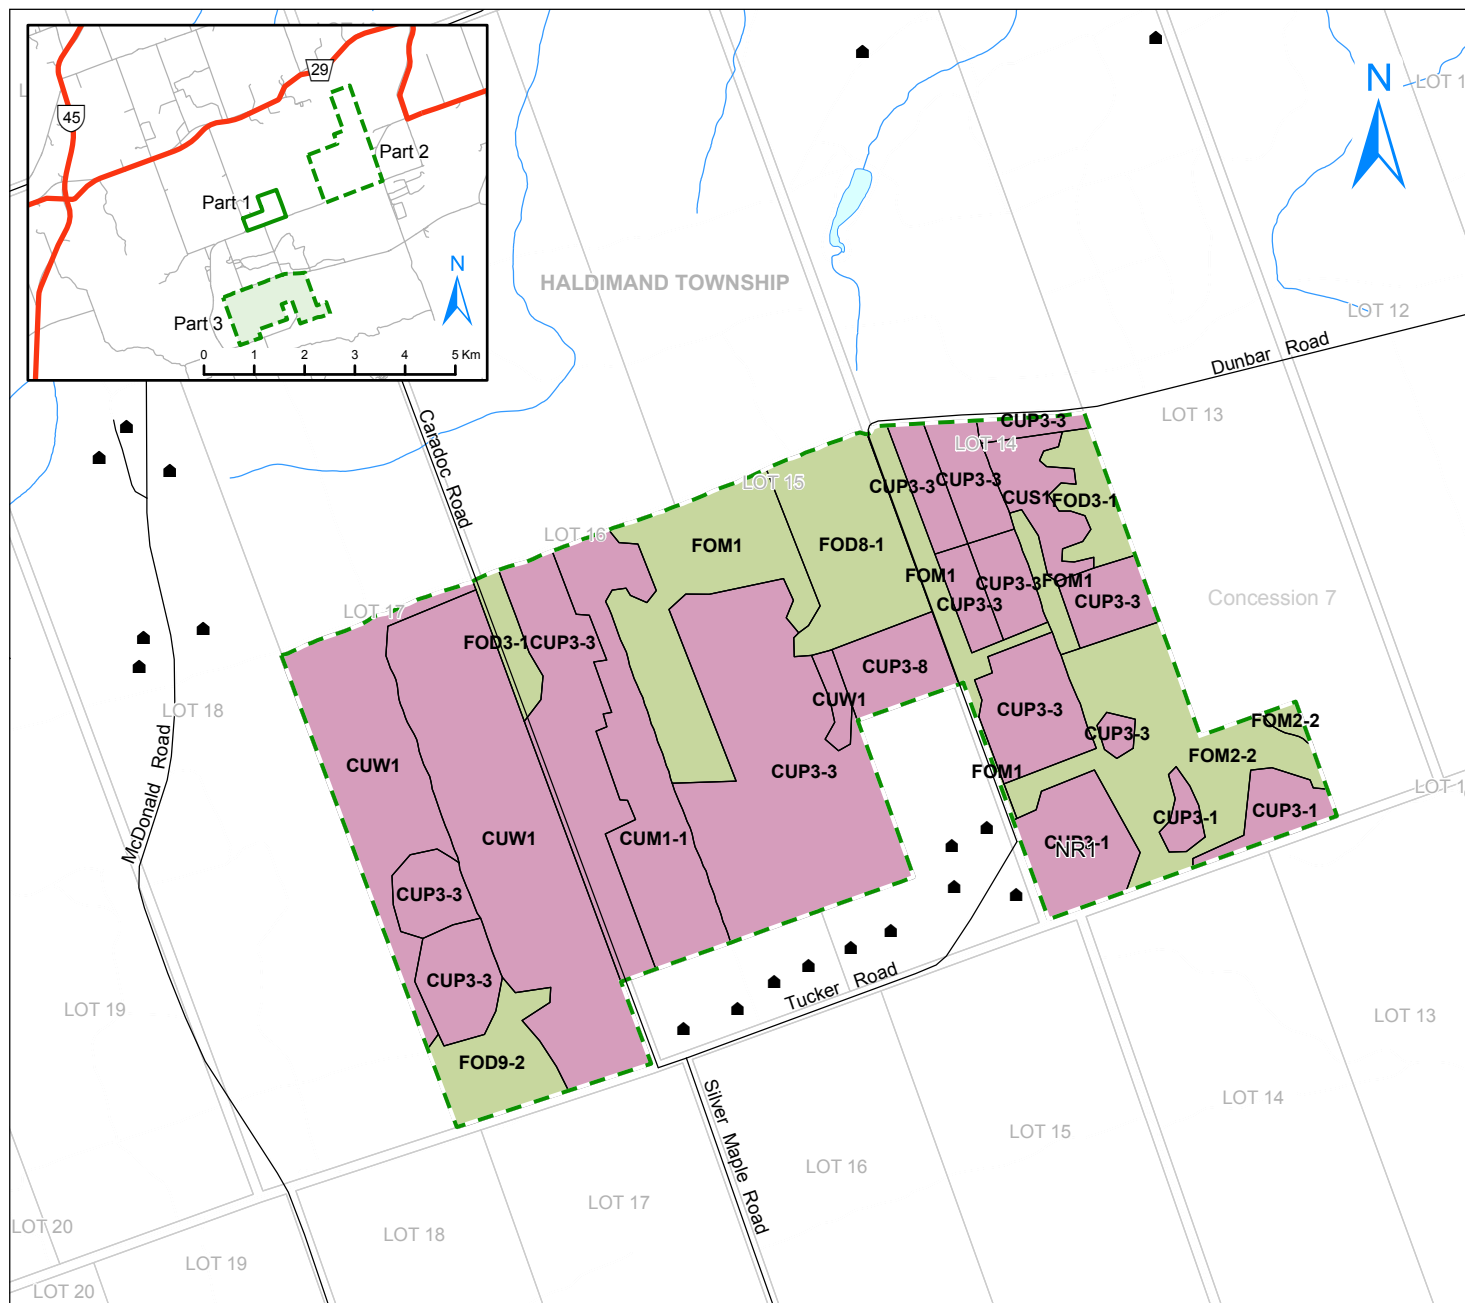 29
45
Part 2
Part 1
Part 3
N
0 1 2 3 4 5 Km
N
HALDIMAND TOWNSHIP
LOT 12
Dunbar Road
LOT 13
Caradoc Road
CUP3-3
LOT 14
LOT 15
CUP3-3
CUP3-3
CUS1
FOD3-1
LOT 16
FOM1
FOD8-1
FOM1
CUP3-3
FOM1
CUP3-3
CUP3-3
Concession 7
LOT 17
FOD3-1
CUP3-3
CUP3-8
CUW1
LOT 18
CUP3-3
CUP3-3
FOM2-2
FOM2-2
McDonald Road
CUW1
CUP3-3
FOM1
CUW1
CUM1-1
CUP3-1
CUP3-1
CUP3-1
NR1
CUP3-3
CUP3-3
Tucker Road
LOT 19
LOT 13
FOD9-2
Silver Maple Road
LOT 14
LOT 15
LOT 16
LOT 17
LOT 18
LOT 20
LOT 19
LOT 20